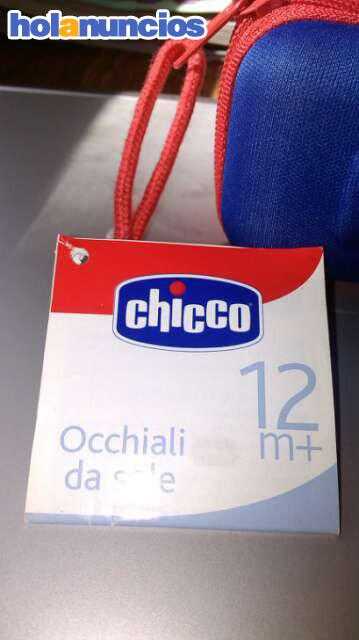 holanuncios
chicco
12
m+
Occhiali
da sole